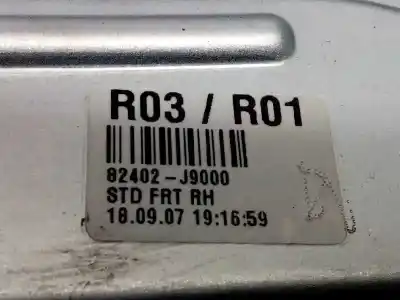 R03 / R01
82402-J9000
STD FRT RH
18.09.07 19:16:59